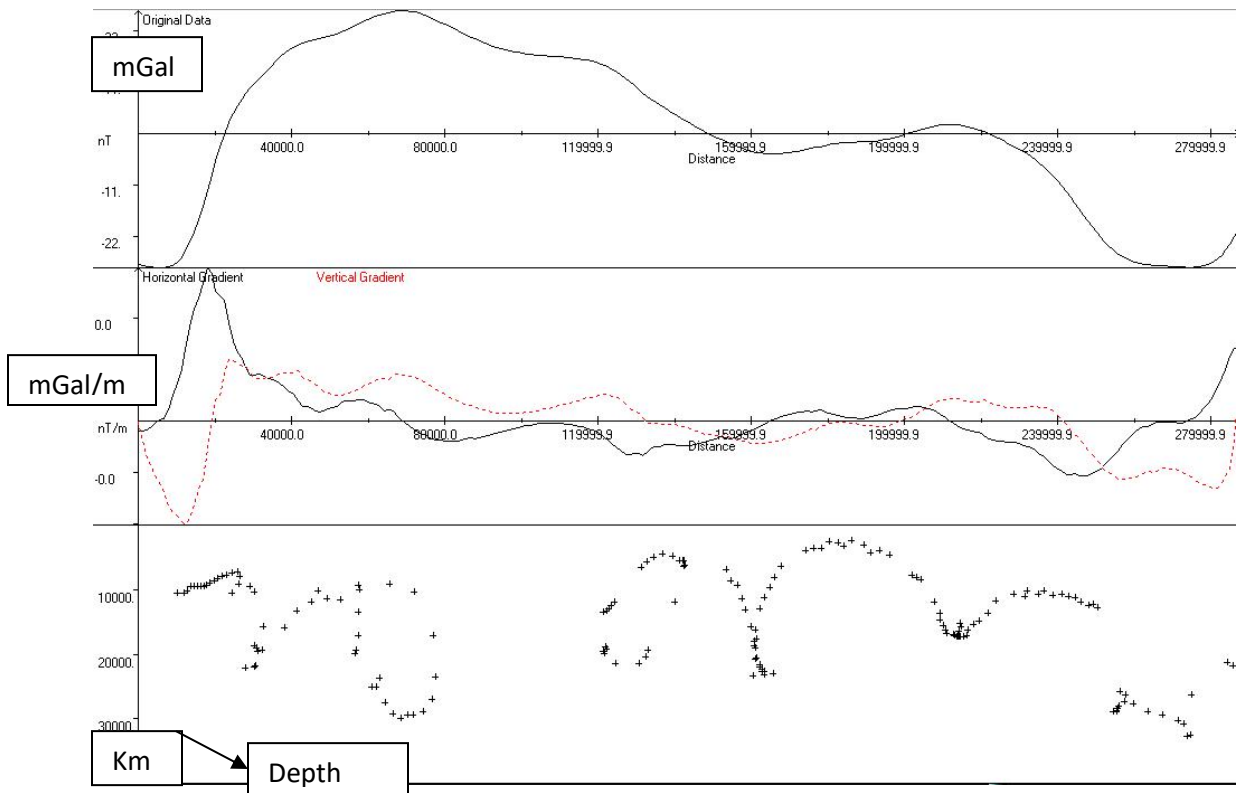 Original Data
mGal
nT
40000.0 80000.0 119999.9 159999.9 199999.9 239999.9 279999.9
Distance
-11.
-22.
Horizontal Gradient Vertical Gradient
0.0
mGal/m
nT/m
40000.0 80000.0 119999.9 159999.9 199999.9 239999.9 279999.9
Distance
-0.0
10000.
20000.
30000
Km
Depth